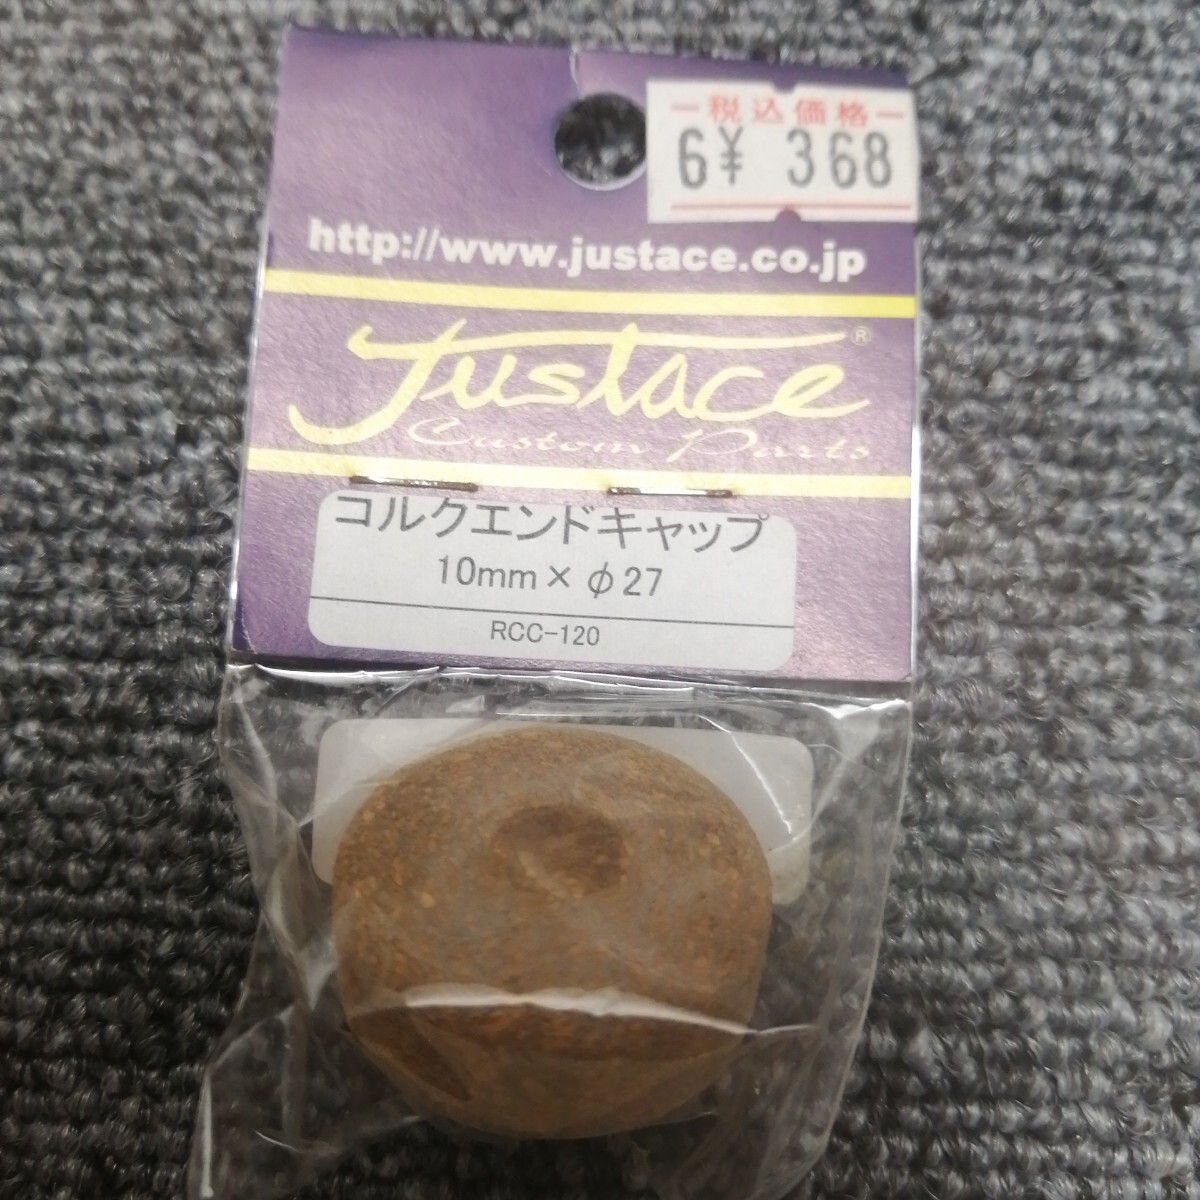 税込価格
6¥ 368
http://www.justace.co.jp
Justace®
Custom Parts
コルクエンドキャップ
10mm×φ27
RCC-120